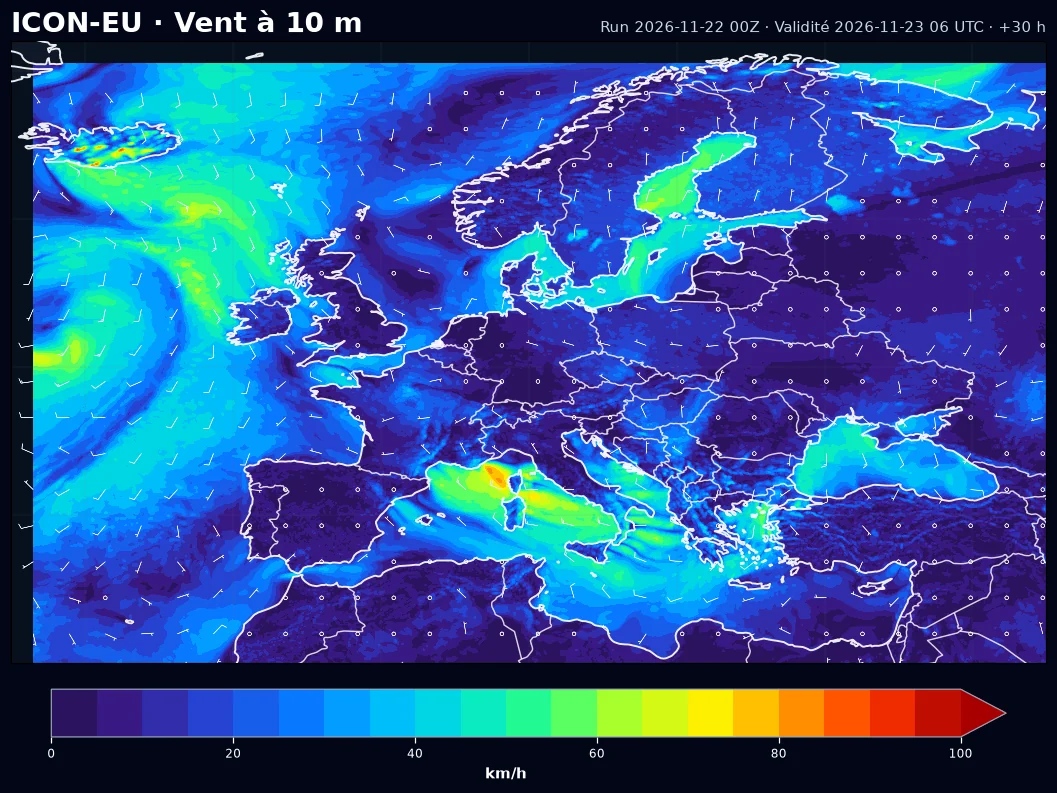 ICON-EU · Vent à 10 m
Run 2026-11-22 00Z · Validité 2026-11-23 06 UTC · +30 h
0 20 40 60 80 100
km/h